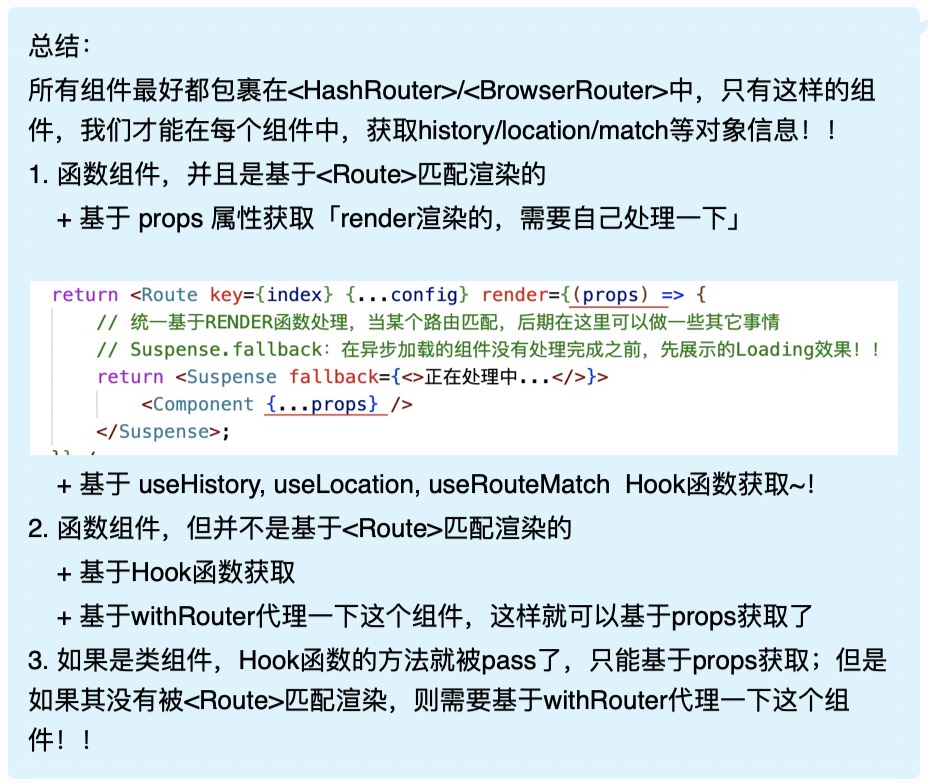 总结：
所有组件最好都包裹在<HashRouter>/<BrowserRouter>中，只有这样的组
件，我们才能在每个组件中，获取history/location/match等对象信息！！
1. 函数组件，并且是基于<Route>匹配渲染的
+ 基于 props 属性获取「render渲染的，需要自己处理一下」
return <Route key={index} {...config} render={(props) => {
// 统一基于RENDER函数处理，当某个路由匹配，后期在这里可以做一些其它事情
// Suspense.fallback：在异步加载的组件没有处理完成之前，先展示的Loading效果！！
return <Suspense fallback={<>正在处理中...</>}>
<Component {...props} />
</Suspense>;
+ 基于 useHistory, useLocation, useRouteMatch  Hook函数获取~!
2. 函数组件，但并不是基于<Route>匹配渲染的
+ 基于Hook函数获取
+ 基于withRouter代理一下这个组件，这样就可以基于props获取了
3. 如果是类组件，Hook函数的方法就被pass了，只能基于props获取；但是
如果其没有被<Route>匹配渲染，则需要基于withRouter代理一下这个组
件！！